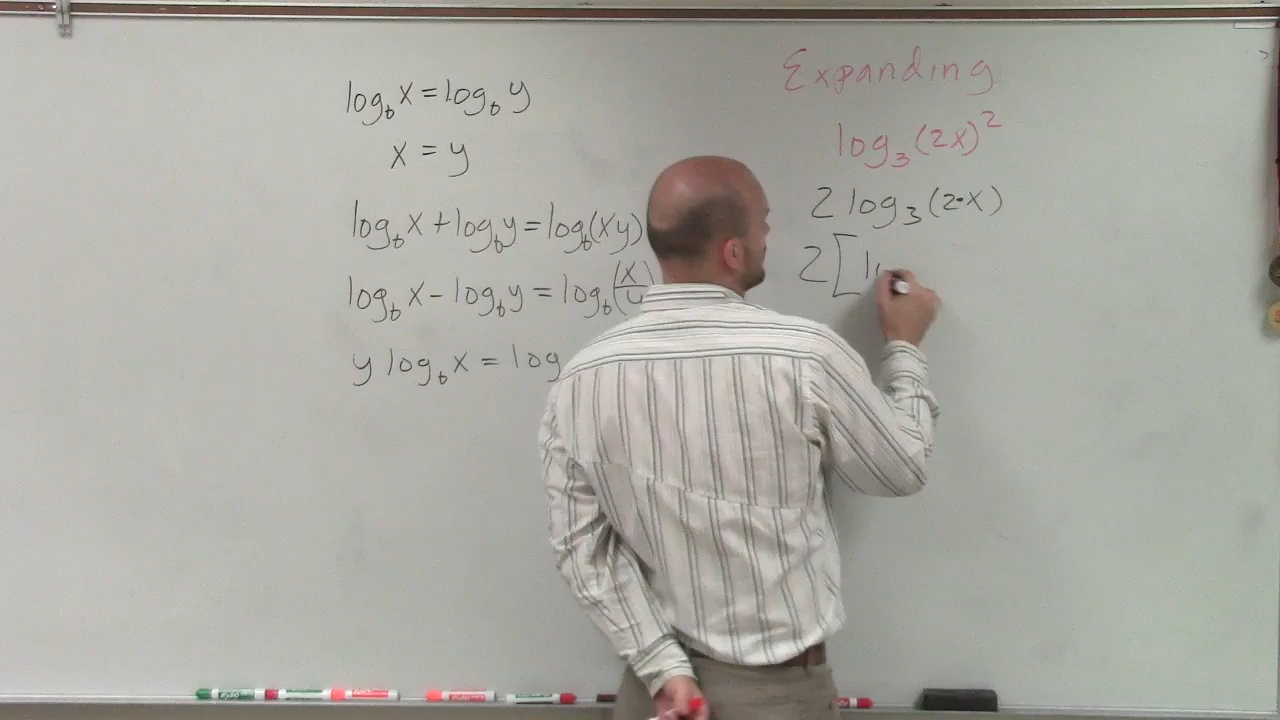 log_b x = log_b y
x = y
log_b x + log_b y = log_b (xy)
log_b x - log_b y = log_b (x/y
y log_b x = log
Expanding
log_3 (2x)^2
2 log_3 (2•x)
2 [ l